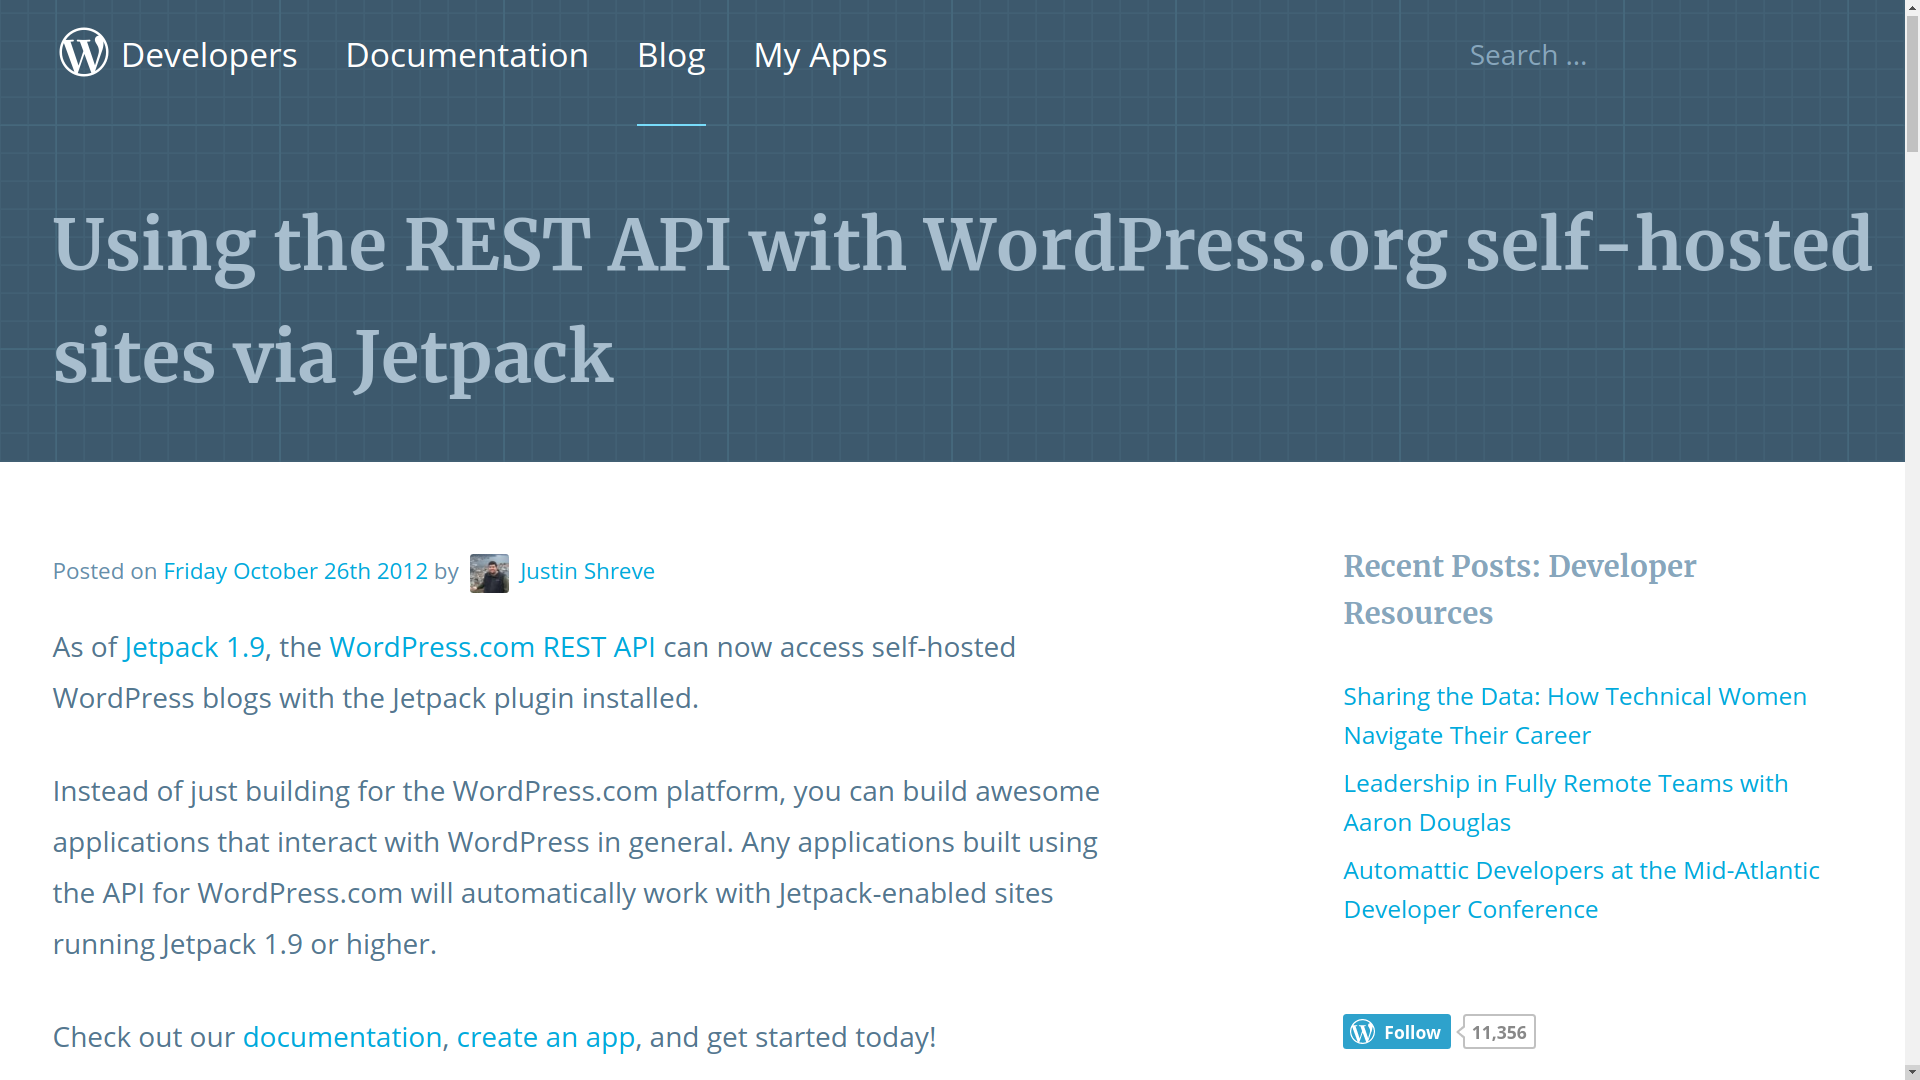 Developers Documentation Blog My Apps Search ...
Using the REST API with WordPress.org self-hosted
sites via Jetpack
Posted on Friday October 26th 2012 by Justin Shreve
As of Jetpack 1.9, the WordPress.com REST API can now access self-hosted
WordPress blogs with the Jetpack plugin installed.
Instead of just building for the WordPress.com platform, you can build awesome
applications that interact with WordPress in general. Any applications built using
the API for WordPress.com will automatically work with Jetpack-enabled sites
running Jetpack 1.9 or higher.
Check out our documentation, create an app, and get started today!
Recent Posts: Developer
Resources
Sharing the Data: How Technical Women
Navigate Their Career
Leadership in Fully Remote Teams with
Aaron Douglas
Automattic Developers at the Mid-Atlantic
Developer Conference
Follow 11,356